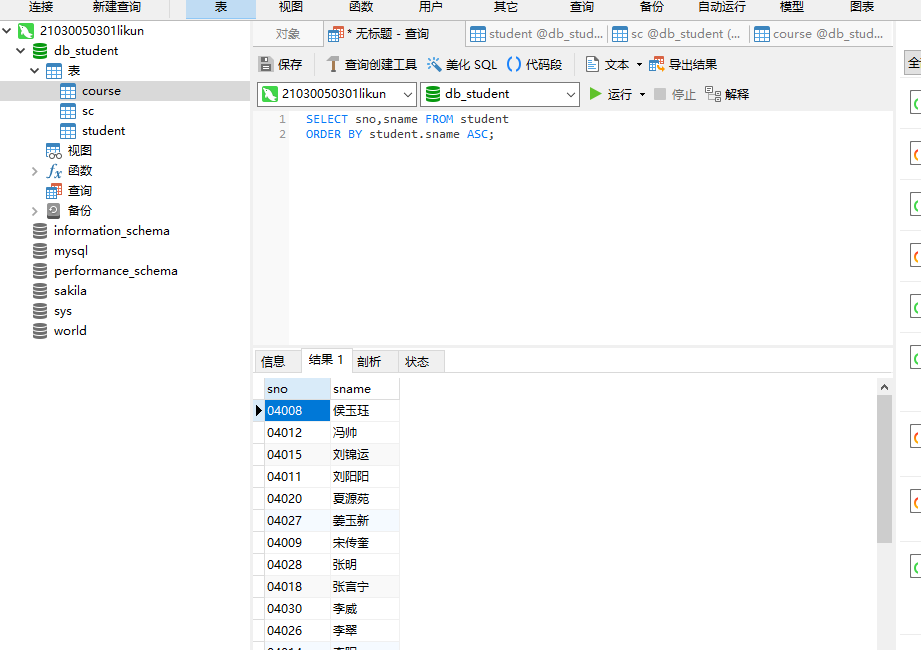 连接 新建查询 表 视图 函数 用户 其它 查询 备份 自动运行 模型 图表
21030050301likun
db_student
表
course
sc
student
视图
函数
查询
备份
information_schema
mysql
performance_schema
sakila
sys
world
对象 * 无标题 - 查询 student @db_stud... sc @db_student (... course @db_stud...
保存 查询创建工具 美化 SQL 代码段 文本 导出结果
21030050301likun db_student 运行 停止 解释
1 SELECT sno,sname FROM student
2 ORDER BY student.sname ASC;
信息 结果 1 剖析 状态
sno sname
04008 侯玉珏
04012 冯帅
04015 刘锦运
04011 刘阳阳
04020 夏源苑
04027 姜玉新
04009 宋传奎
04028 张明
04018 张言宁
04030 李威
04026 李翠
全